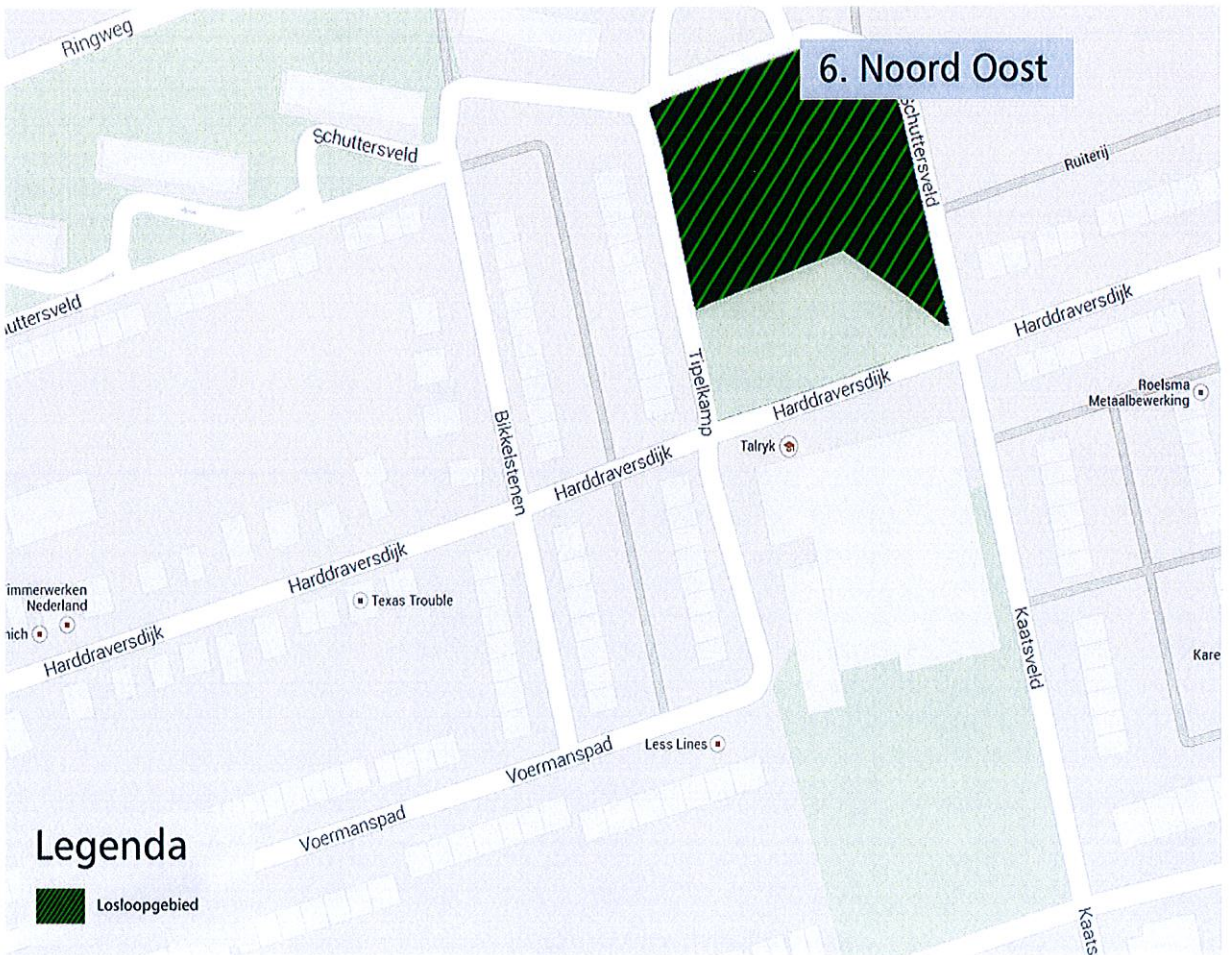 Ringweg
6. Noord Oost
Schuttersveld
Schuttersveld
Ruiterij
uttersveld
Harddraversdijk
Tipelkamp
Harddraversdijk
Roelsma
Metaalbewerking
Bikkelstenen
Talryk
Harddraversdijk
Harddraversdijk
immerwerken
Nederland
nich
Texas Trouble
Harddraversdijk
Kaatsveld
Kare
Voermanspad
Less Lines
Voermanspad
Legenda
Losloopgebied
Kaats